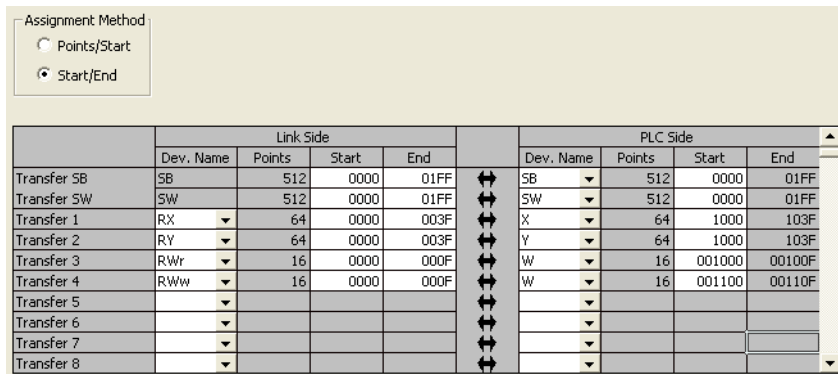 Assignment Method
Points/Start
Start/End
Link Side PLC Side
Dev. Name Points Start End Dev. Name Points Start End
Transfer SB SB 512 0000 01FF SB 512 0000 01FF
Transfer SW SW 512 0000 01FF SW 512 0000 01FF
Transfer 1 RX 64 0000 003F X 64 1000 103F
Transfer 2 RY 64 0000 003F Y 64 1000 103F
Transfer 3 RWr 16 0000 000F W 16 001000 00100F
Transfer 4 RWw 16 0000 000F W 16 001100 00110F
Transfer 5
Transfer 6
Transfer 7
Transfer 8